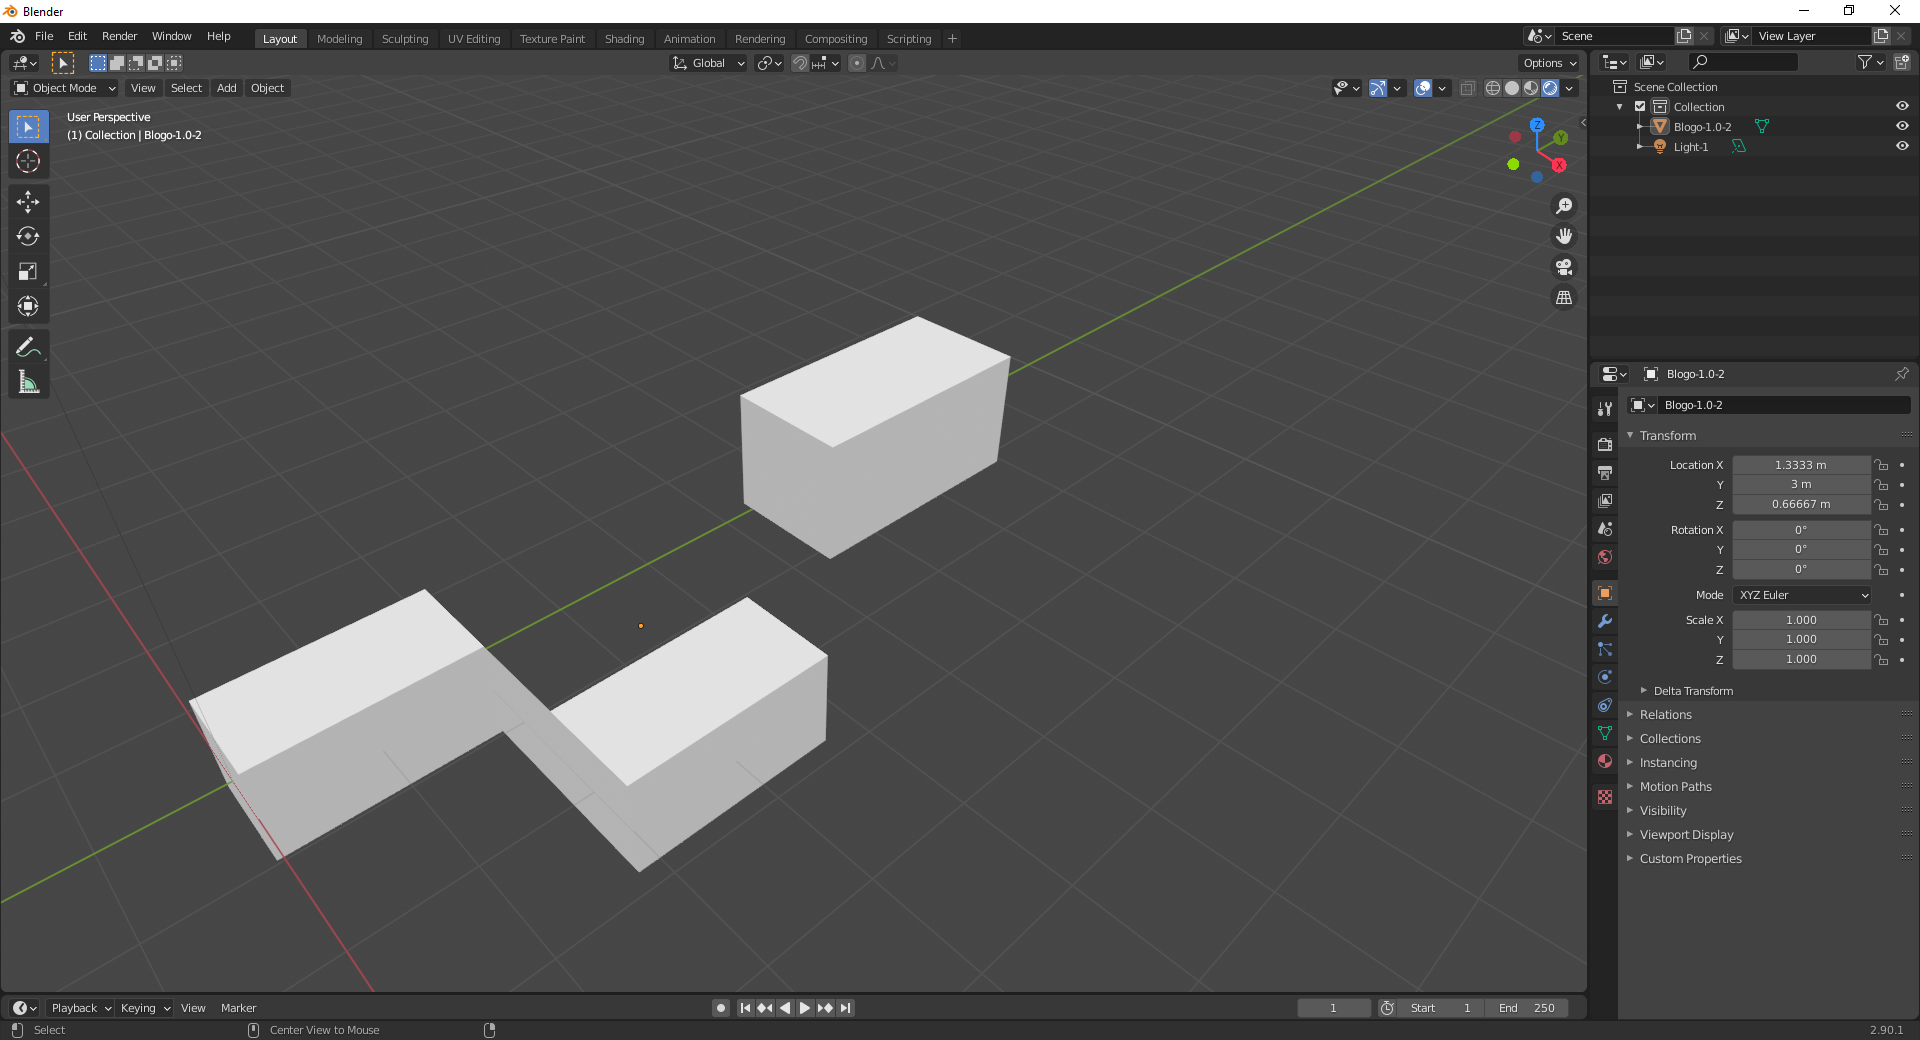 Blender
File Edit Render Window Help Layout Modeling Sculpting UV Editing Texture Paint Shading Animation Rendering Compositing Scripting + Scene View Layer
Global Options
Object Mode View Select Add Object
User Perspective
(1) Collection | Blogo-1.0-2
Z
Y
X
Scene Collection
Collection
Blogo-1.0-2
Light-1
Blogo-1.0-2
Blogo-1.0-2
Transform
Location X 1.3333 m
Y 3 m
Z 0.66667 m
Rotation X 0°
Y 0°
Z 0°
Mode XYZ Euler
Scale X 1.000
Y 1.000
Z 1.000
Delta Transform
Relations
Collections
Instancing
Motion Paths
Visibility
Viewport Display
Custom Properties
Playback Keying View Marker 1 Start 1 End 250
Select Center View to Mouse 2.90.1